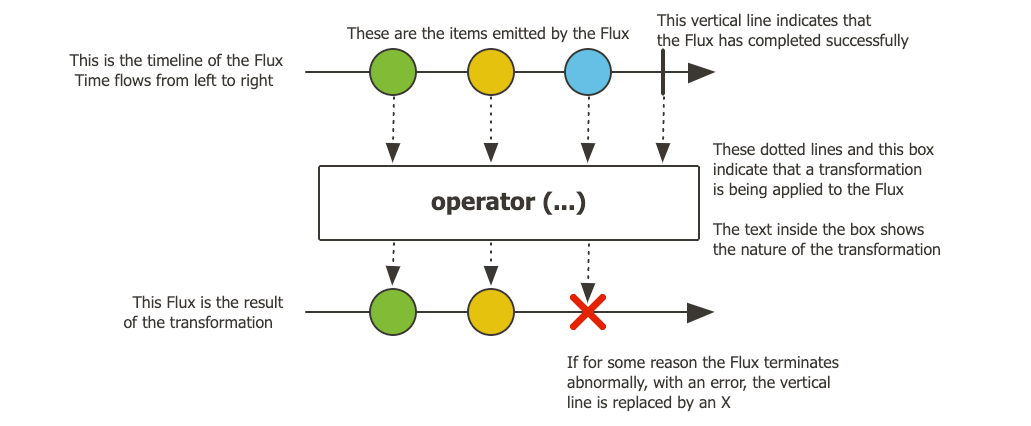 These are the items emitted by the Flux
This vertical line indicates that
the Flux has completed successfully
This is the timeline of the Flux
Time flows from left to right
These dotted lines and this box
indicate that a transformation
is being applied to the Flux
operator (...)
The text inside the box shows
the nature of the transformation
This Flux is the result
of the transformation
If for some reason the Flux terminates
abnormally, with an error, the vertical
line is replaced by an X